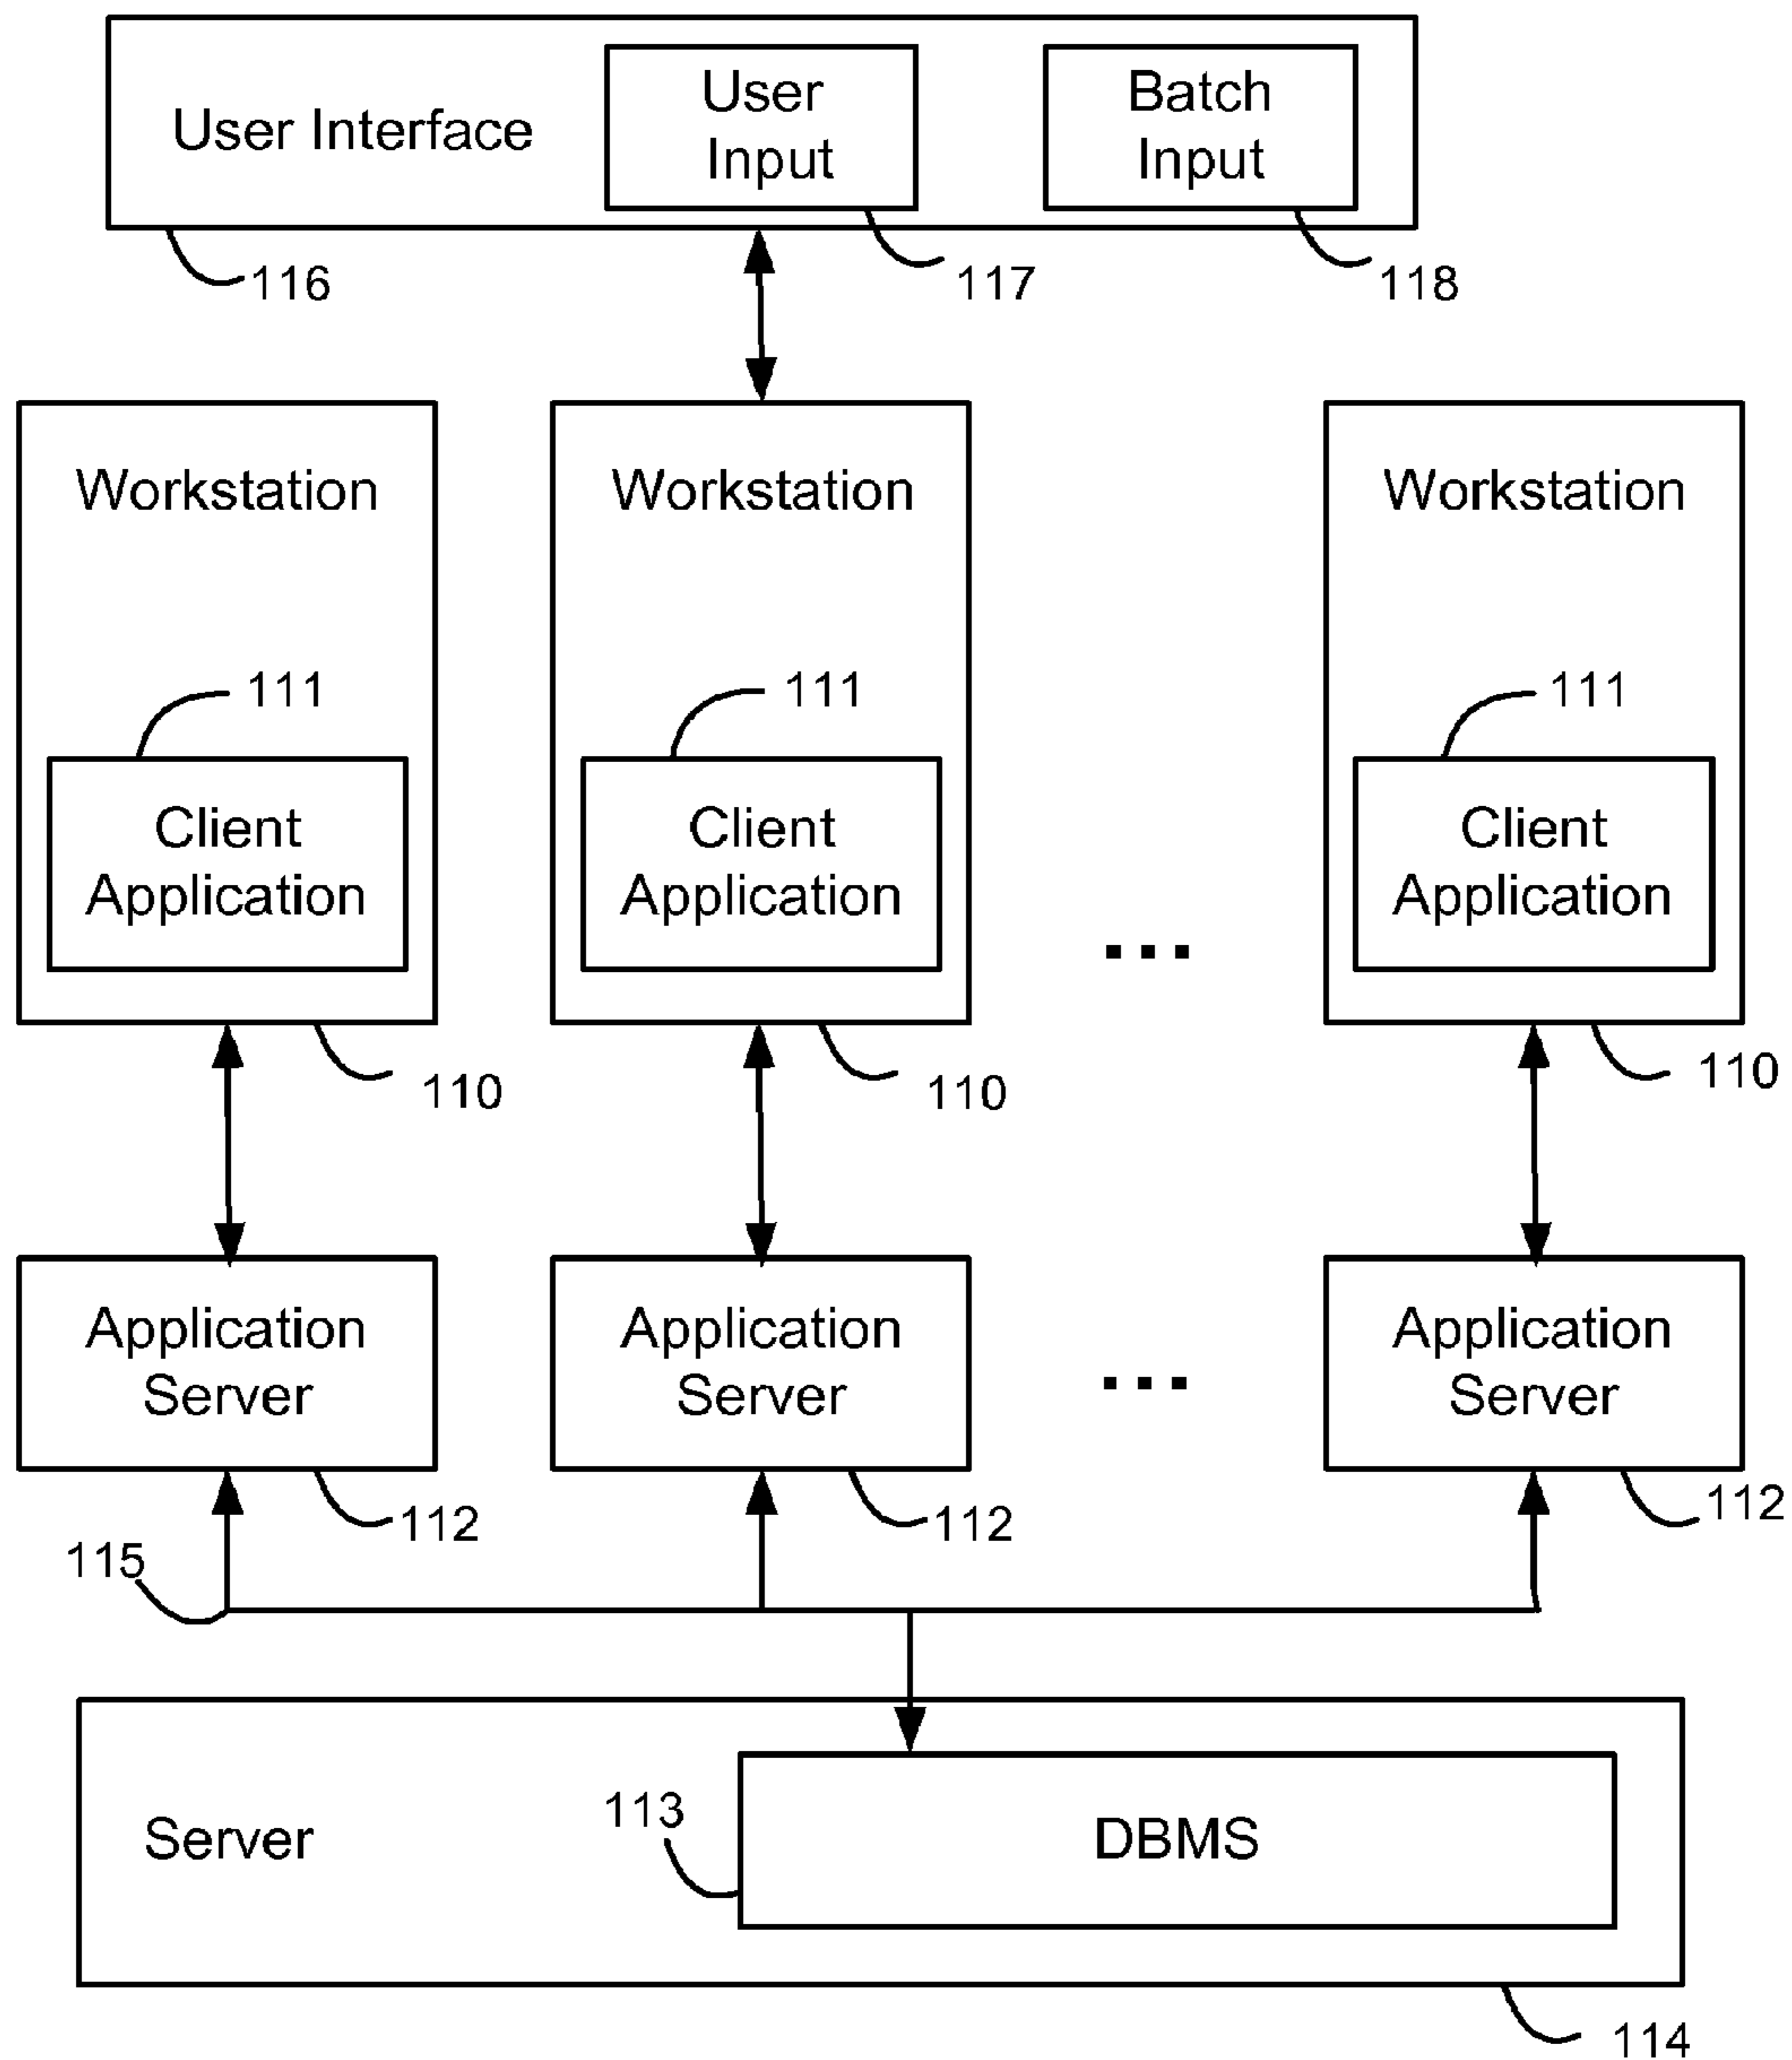 User Interface
User
Input
Batch
Input
116
117
118
Workstation
Workstation
Workstation
111
111
111
Client
Application
Client
Application
Client
Application
...
110
110
110
Application
Server
Application
Server
...
Application
Server
112
112
112
115
113
Server
DBMS
114